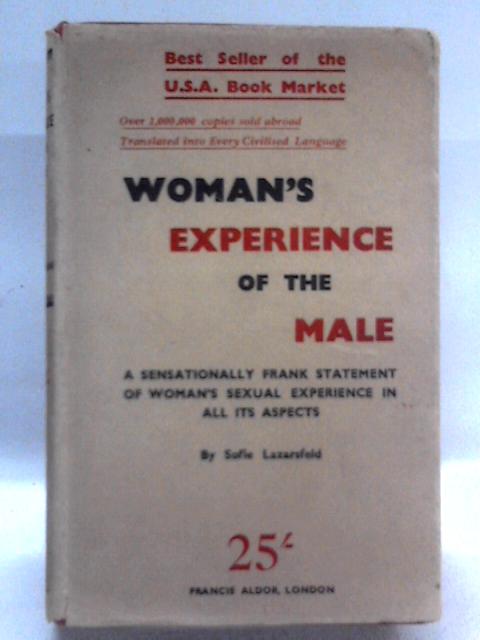 Best Seller of the
U.S.A. Book Market
Over 1,000,000 copies sold abroad
Translated into Every Civilised Language
WOMAN'S
EXPERIENCE
OF THE
MALE
A SENSATIONALLY FRANK STATEMENT
OF WOMAN'S SEXUAL EXPERIENCE IN
ALL ITS ASPECTS
By Sofie Lazarsfeld
25/-
FRANCIS ALDOR, LONDON